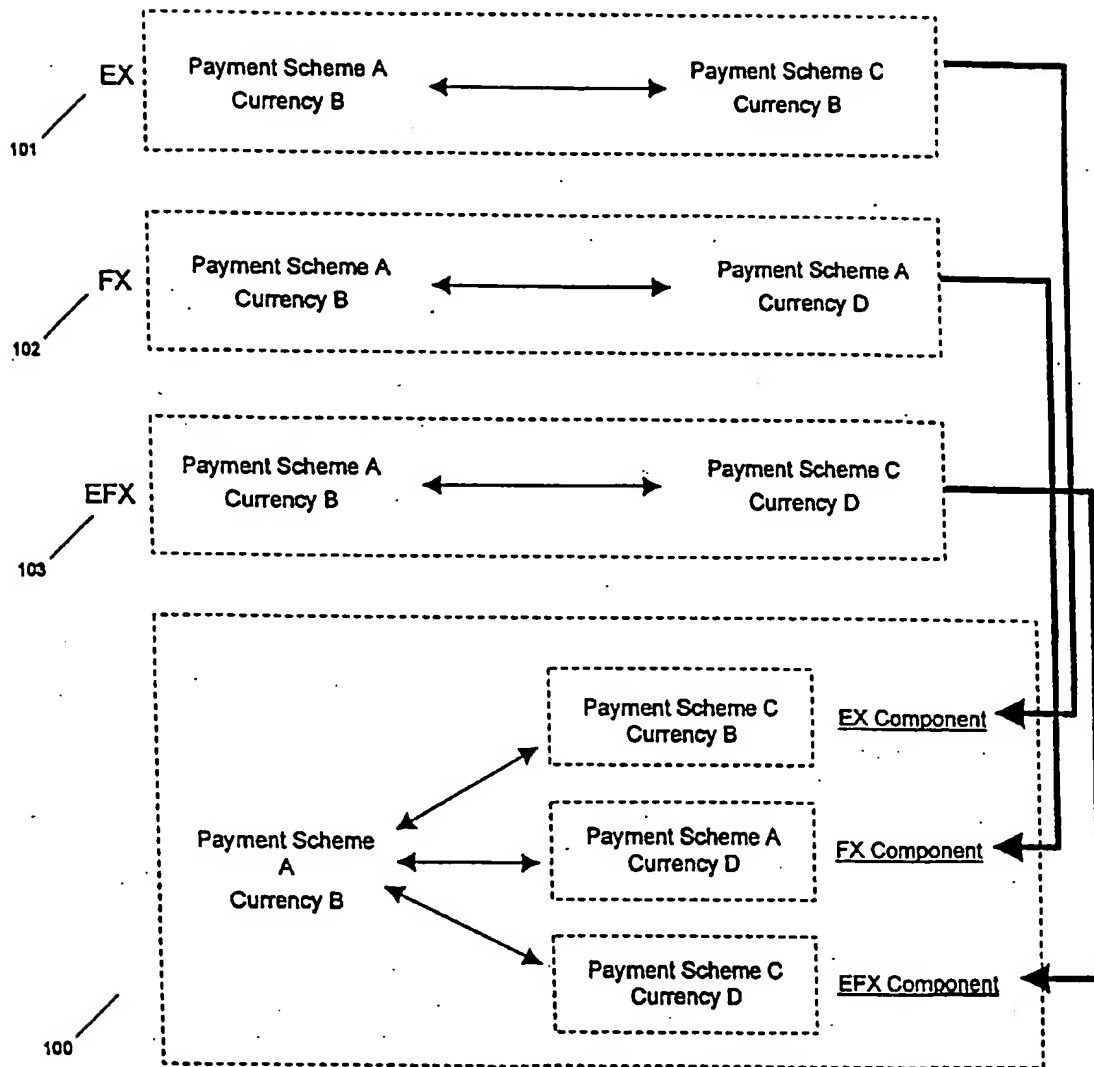 EX
Payment Scheme A
Currency B
Payment Scheme C
Currency B
101
FX
Payment Scheme A
Currency B
Payment Scheme A
Currency D
102
EFX
Payment Scheme A
Currency B
Payment Scheme C
Currency D
103
Payment Scheme C
Currency B
EX Component
Payment Scheme
A
Currency B
Payment Scheme A
Currency D
FX Component
Payment Scheme C
Currency D
EFX Component
100